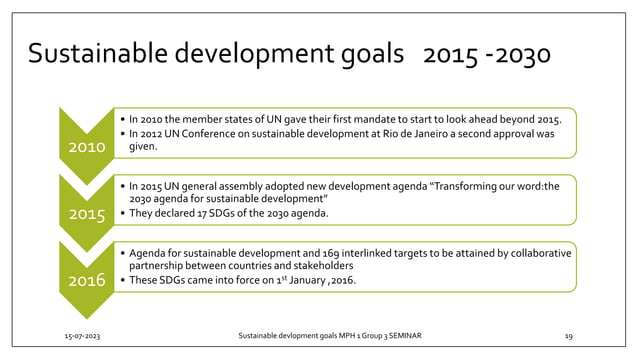 Sustainable development goals 2015 -2030
2010
• In 2010 the member states of UN gave their first mandate to start to look ahead beyond 2015.
• In 2012 UN Conference on sustainable development at Rio de Janeiro a second approval was
given.
2015
• In 2015 UN general assembly adopted new development agenda “Transforming our word:the
2030 agenda for sustainable development”
• They declared 17 SDGs of the 2030 agenda.
2016
• Agenda for sustainable development and 169 interlinked targets to be attained by collaborative
partnership between countries and stakeholders
• These SDGs came into force on 1st January ,2016.
15-07-2023
Sustainable devlopment goals MPH 1 Group 3 SEMINAR
19